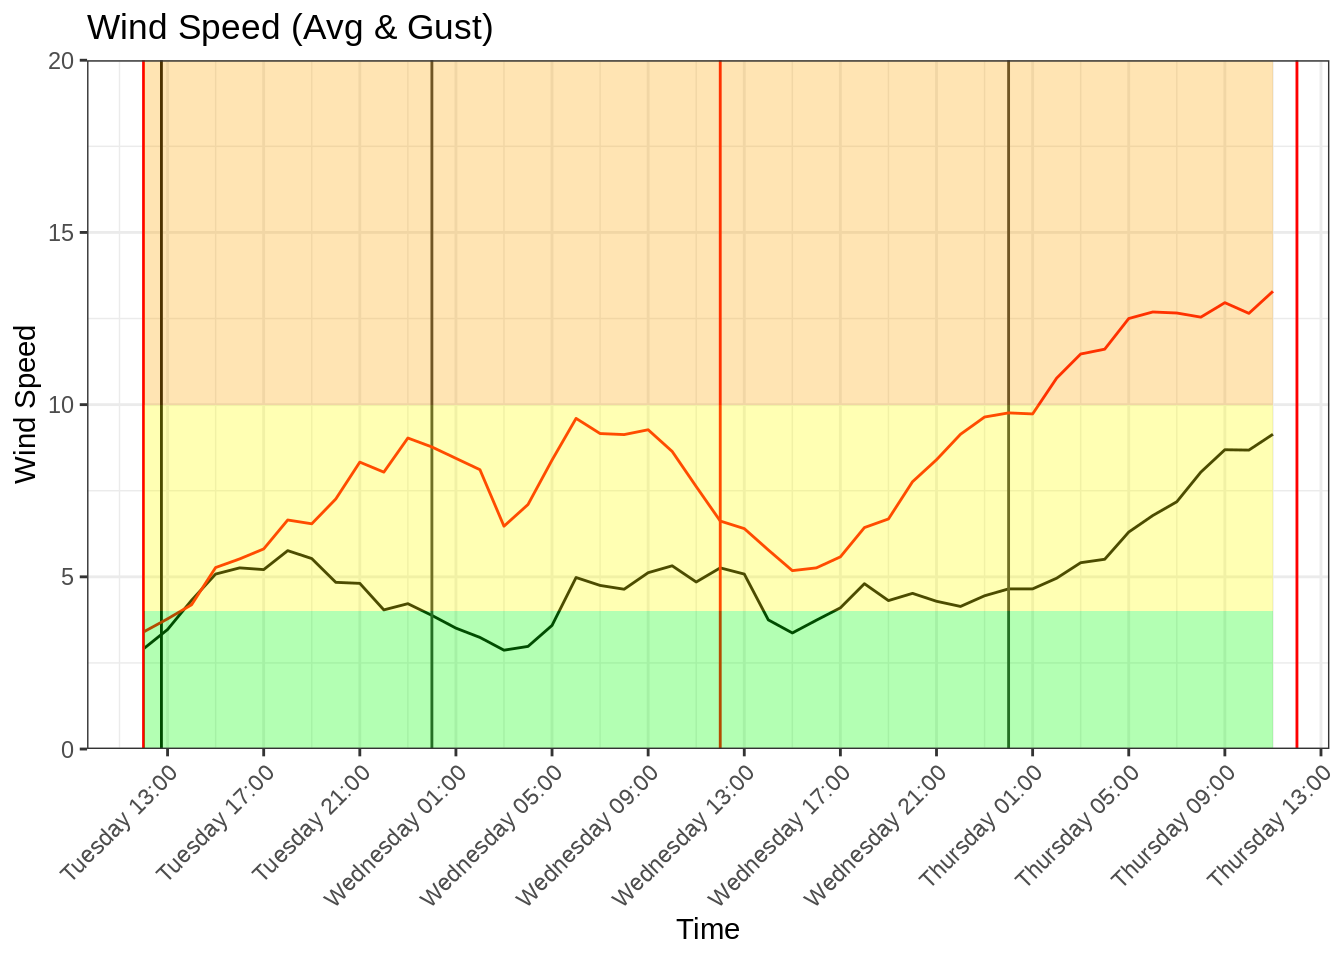 Wind Speed (Avg & Gust)
20
15
10
5
0
Wind Speed
Tuesday 13:00
Tuesday 17:00
Tuesday 21:00
Wednesday 01:00
Wednesday 05:00
Wednesday 09:00
Wednesday 13:00
Wednesday 17:00
Wednesday 21:00
Thursday 01:00
Thursday 05:00
Thursday 09:00
Thursday 13:00
Time